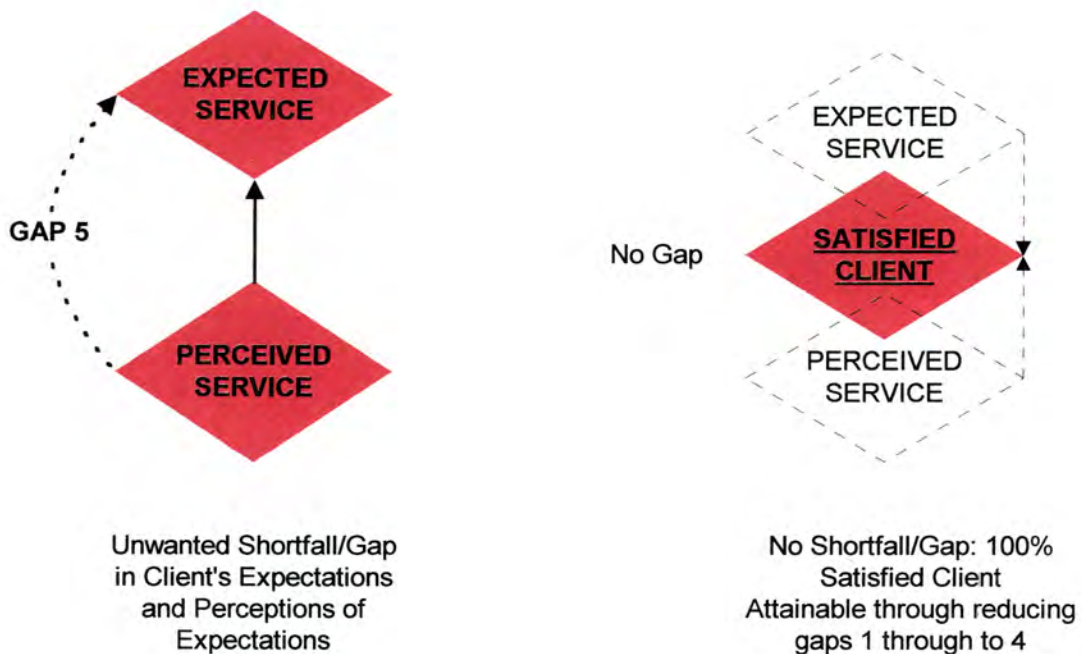 EXPECTED
SERVICE
GAP 5
PERCEIVED
SERVICE
Unwanted Shortfall/Gap
in Client's Expectations
and Perceptions of
Expectations
EXPECTED
SERVICE
No Gap
SATISFIED
CLIENT
PERCEIVED
SERVICE
No Shortfall/Gap: 100%
Satisfied Client
Attainable through reducing
gaps 1 through to 4